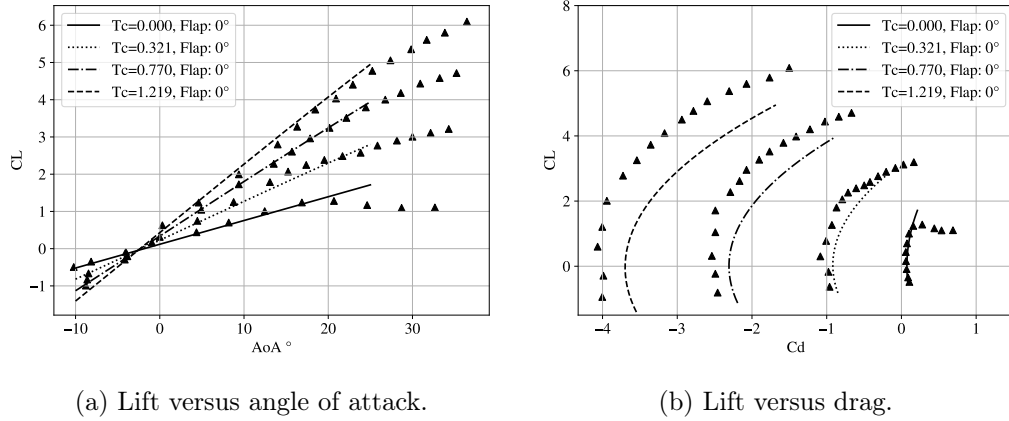 6
5
4
3
2
1
0
−1
CL
−10
0
10
20
30
AoA °
Tc=0.000, Flap: 0°
Tc=0.321, Flap: 0°
Tc=0.770, Flap: 0°
Tc=1.219, Flap: 0°
(a) Lift versus angle of attack.
8
6
4
2
0
CL
−4
−3
−2
−1
0
1
Cd
Tc=0.000, Flap: 0°
Tc=0.321, Flap: 0°
Tc=0.770, Flap: 0°
Tc=1.219, Flap: 0°
(b) Lift versus drag.